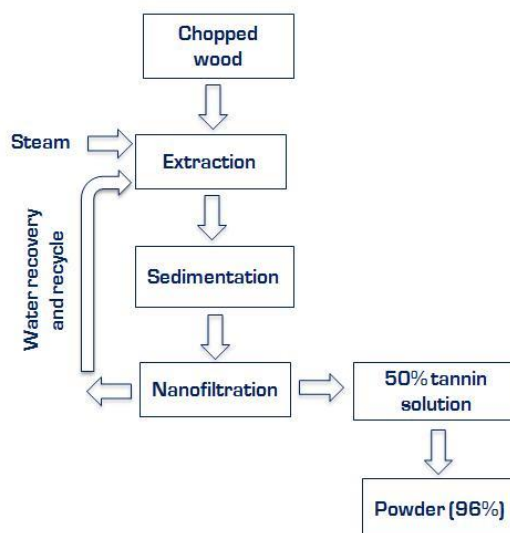 Chopped
wood
Steam
Extraction
Water recovery
and recycle
Sedimentation
Nanofiltration
50% tannin
solution
Powder (96%)